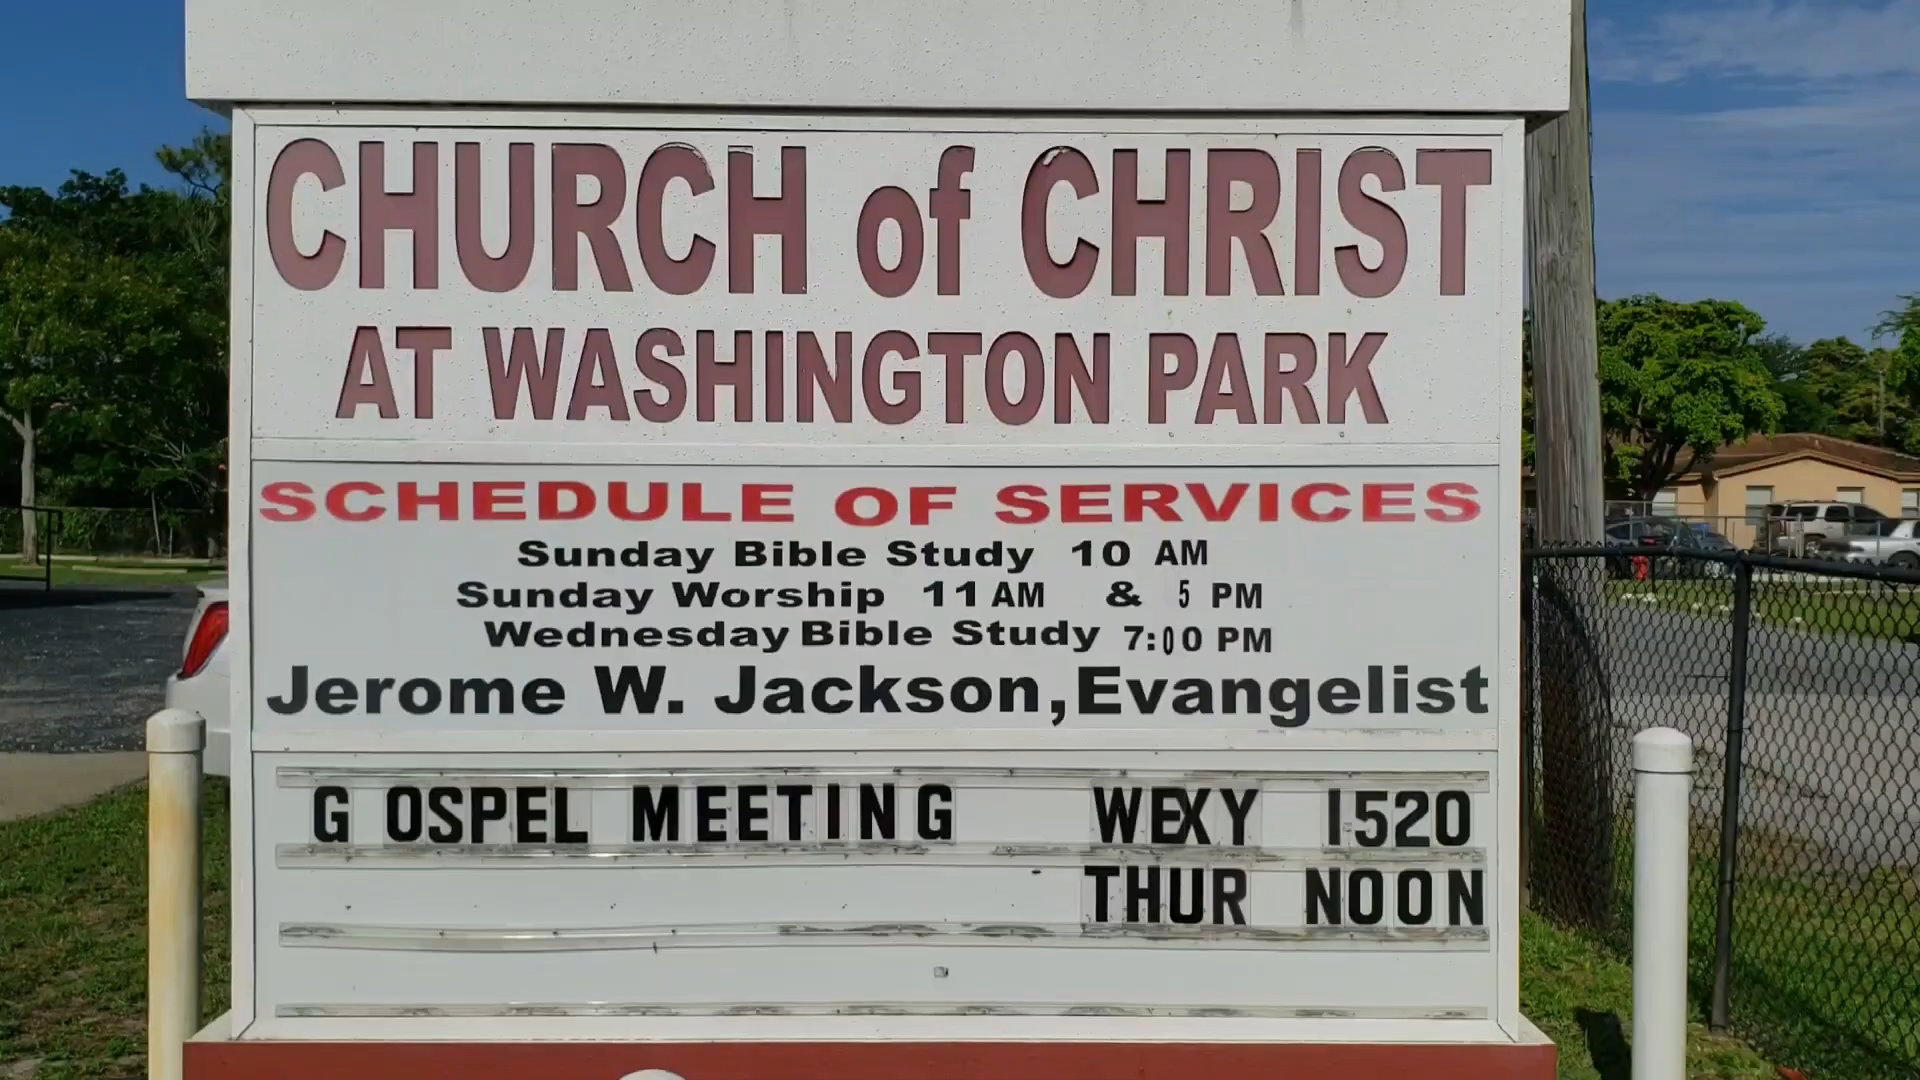 CHURCH of CHRIST
AT WASHINGTON PARK
SCHEDULE OF SERVICES
Sunday Bible Study 10 AM
Sunday Worship 11 AM & 5 PM
Wednesday Bible Study 7:00 PM
Jerome W. Jackson, Evangelist
G OSPEL MEETING WEXY 1520
THUR NOON